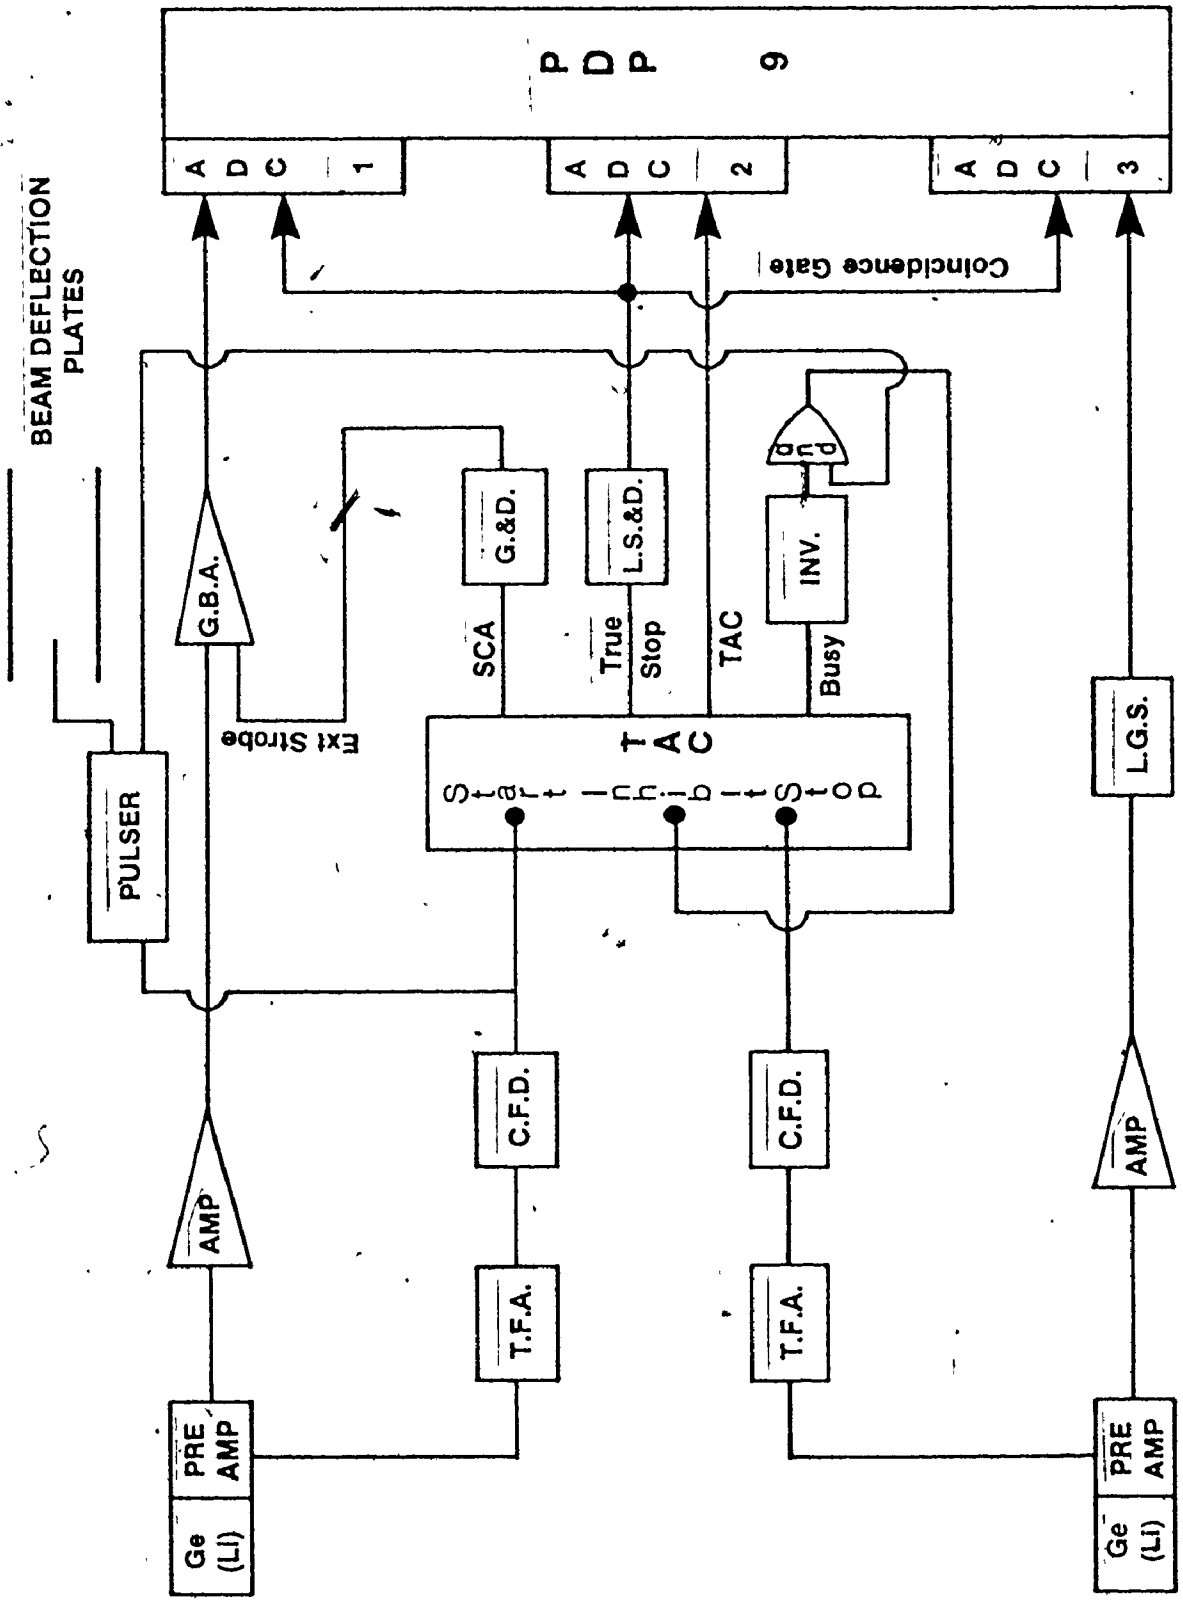 BEAM DEFLECTION
PLATES
PDP 9
ADC 1
ADC 2
ADC 3
Coincidence Gate
G.B.A.
Ext Strobe
G.&D.
SCA
L.S.&D.
True
Stop
TAC
and
INV.
Busy
PULSER
TAC
Start Inhibit Stop
L.G.S.
AMP
C.F.D.
C.F.D.
AMP
T.F.A.
T.F.A.
PRE
AMP
Ge
(Li)
PRE
AMP
Ge
(Li)